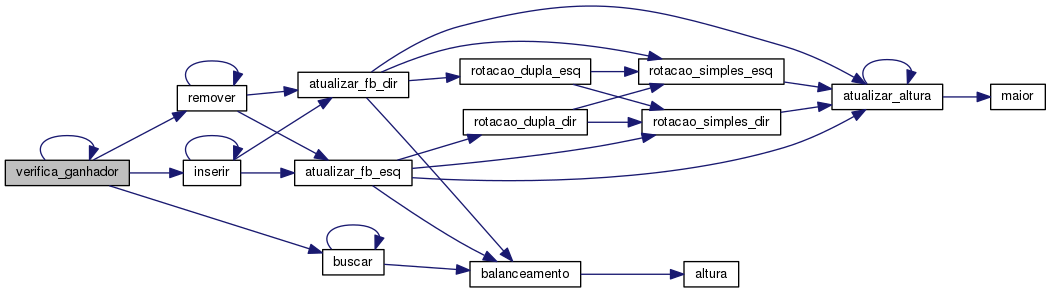 verifica_ganhador
remover
inserir
buscar
atualizar_fb_dir
atualizar_fb_esq
rotacao_dupla_esq
rotacao_dupla_dir
balanceamento
rotacao_simples_esq
rotacao_simples_dir
altura
atualizar_altura
maior